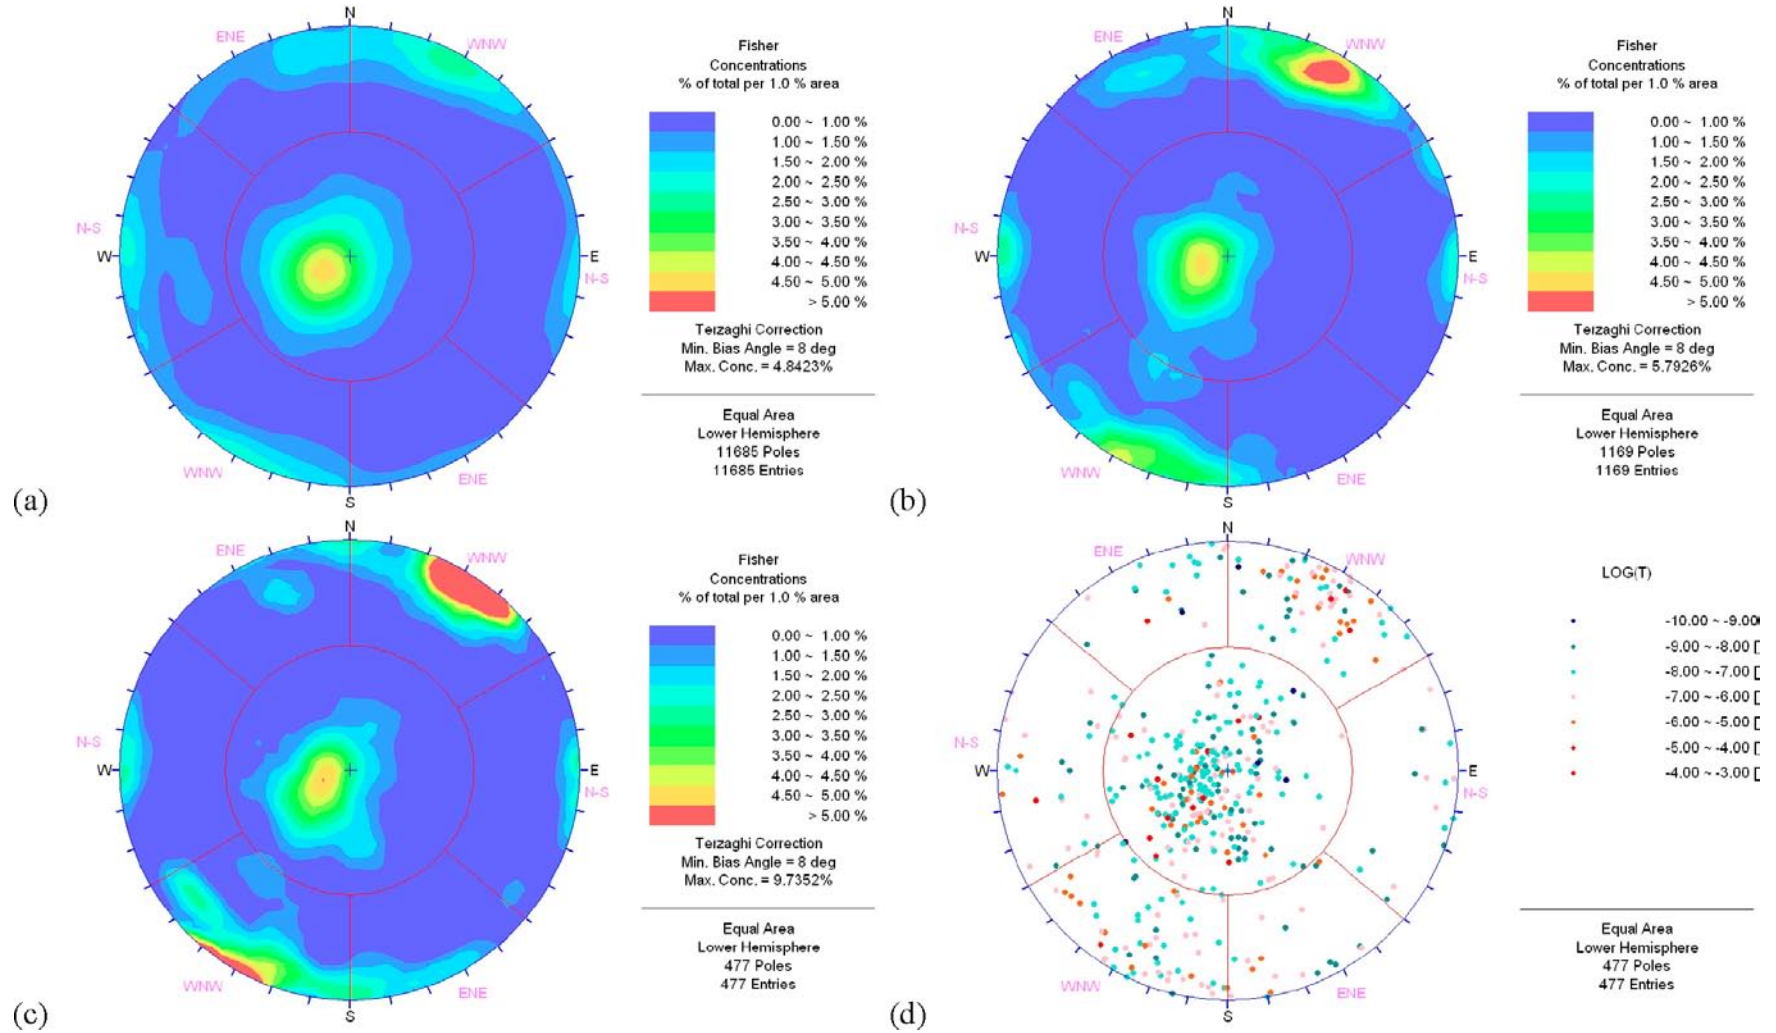 N
ENE
WNW
N-S
W
E
N-S
WNW
ENE
S
(a)
Fisher
Concentrations
% of total per 1.0 % area
0.00 ~ 1.00 %
1.00 ~ 1.50 %
1.50 ~ 2.00 %
2.00 ~ 2.50 %
2.50 ~ 3.00 %
3.00 ~ 3.50 %
3.50 ~ 4.00 %
4.00 ~ 4.50 %
4.50 ~ 5.00 %
> 5.00 %
Terzaghi Correction
Min. Bias Angle = 8 deg
Max. Conc. = 4.8423%
Equal Area
Lower Hemisphere
11685 Poles
11685 Entries
N
ENE
WNW
N-S
W
E
N-S
WNW
ENE
S
(b)
Fisher
Concentrations
% of total per 1.0 % area
0.00 ~ 1.00 %
1.00 ~ 1.50 %
1.50 ~ 2.00 %
2.00 ~ 2.50 %
2.50 ~ 3.00 %
3.00 ~ 3.50 %
3.50 ~ 4.00 %
4.00 ~ 4.50 %
4.50 ~ 5.00 %
> 5.00 %
Terzaghi Correction
Min. Bias Angle = 8 deg
Max. Conc. = 5.7926%
Equal Area
Lower Hemisphere
1169 Poles
1169 Entries
N
ENE
WNW
N-S
W
E
N-S
WNW
ENE
S
(c)
Fisher
Concentrations
% of total per 1.0 % area
0.00 ~ 1.00 %
1.00 ~ 1.50 %
1.50 ~ 2.00 %
2.00 ~ 2.50 %
2.50 ~ 3.00 %
3.00 ~ 3.50 %
3.50 ~ 4.00 %
4.00 ~ 4.50 %
4.50 ~ 5.00 %
> 5.00 %
Terzaghi Correction
Min. Bias Angle = 8 deg
Max. Conc. = 9.7352%
Equal Area
Lower Hemisphere
477 Poles
477 Entries
N
ENE
WNW
N-S
W
E
N-S
WNW
ENE
S
(d)
LOG(T)
-10.00 ~ -9.00
-9.00 ~ -8.00
-8.00 ~ -7.00
-7.00 ~ -6.00
-6.00 ~ -5.00
-5.00 ~ -4.00
-4.00 ~ -3.00
Equal Area
Lower Hemisphere
477 Poles
477 Entries